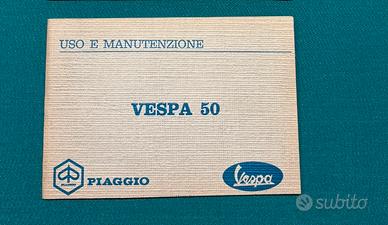 USO E MANUTENZIONE
VESPA 50
PIAGGIO
Vespa
subito